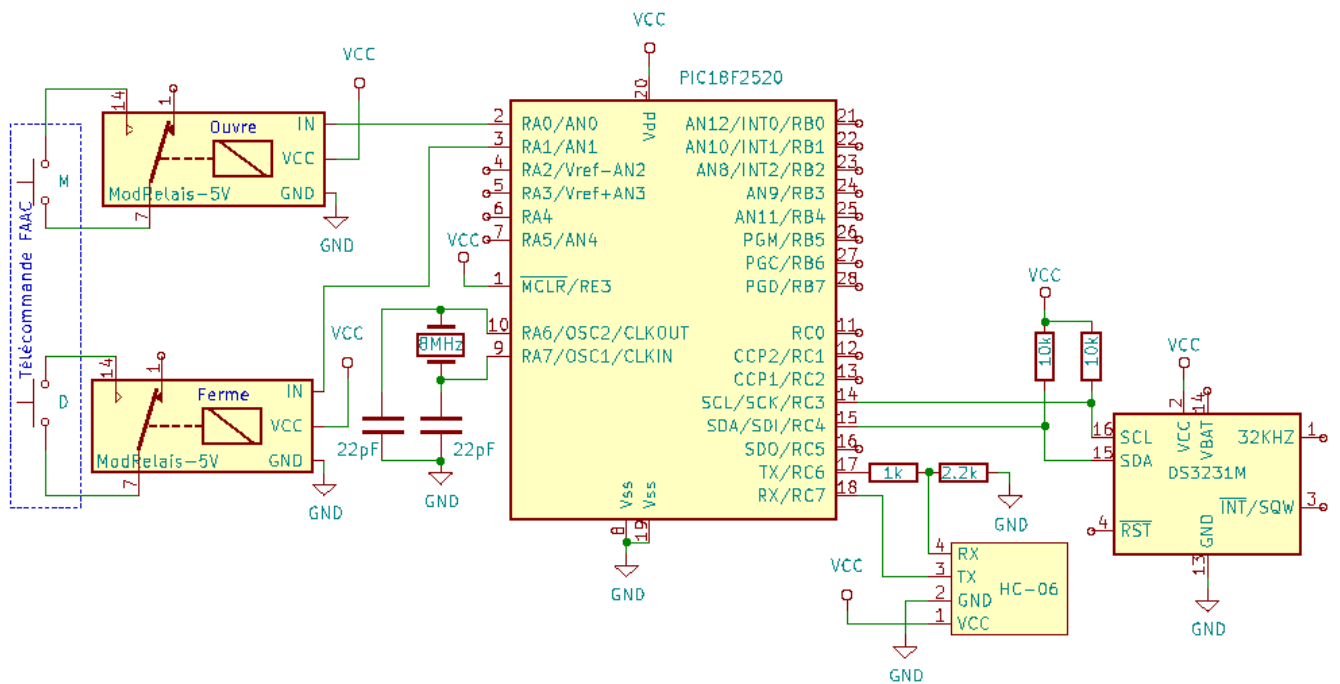 VCC
PIC18F2520
20
Vdd
VCC
14
1
Ouvre
IN
VCC
GND
ModRelais-5V
7
GND
Télécommande FAAC
M
D
2
RA0/AN0
3
RA1/AN1
4
RA2/Vref-AN2
5
RA3/Vref+AN3
6
RA4
7
RA5/AN4
VCC
1
MCLR/RE3
10
RA6/OSC2/CLKOUT
9
RA7/OSC1/CLKIN
8MHz
22pF
22pF
GND
VCC
14
1
Ferme
IN
VCC
GND
ModRelais-5V
7
GND
AN12/INT0/RB0
21
AN10/INT1/RB1
22
AN8/INT2/RB2
23
AN9/RB3
24
AN11/RB4
25
PGM/RB5
26
PGC/RB6
27
PGD/RB7
28
RC0
11
CCP2/RC1
12
CCP1/RC2
13
SCL/SCK/RC3
14
SDA/SDI/RC4
15
SDO/RC5
16
TX/RC6
17
RX/RC7
18
Vss
Vss
8
19
GND
1k
2.2k
GND
VCC
4
RX
3
TX
2
GND
1
VCC
HC-06
GND
VCC
10k
10k
VCC
2
14
VCC
VBAT
16
SCL
15
SDA
32KHZ
1
DS3231M
INT/SQW
3
4
RST
GND
13
GND